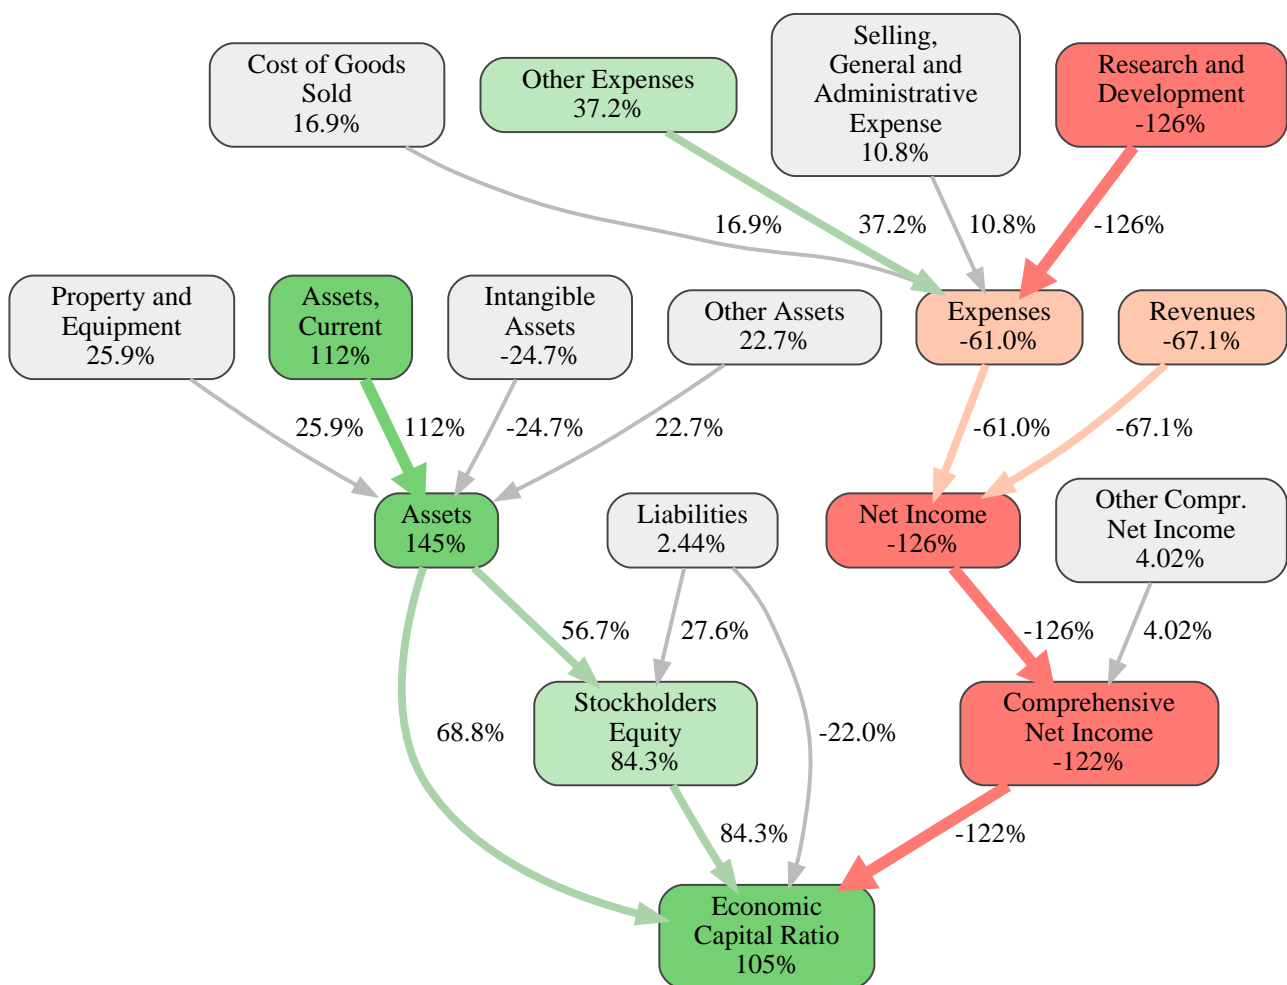 Cost of Goods
Sold
16.9%
Other Expenses
37.2%
Selling,
General and
Administrative
Expense
10.8%
Research and
Development
-126%
16.9%
37.2%
10.8%
-126%
Property and
Equipment
25.9%
Assets,
Current
112%
Intangible
Assets
-24.7%
Other Assets
22.7%
Expenses
-61.0%
Revenues
-67.1%
25.9%
112%
-24.7%
22.7%
-61.0%
-67.1%
Assets
145%
Liabilities
2.44%
Net Income
-126%
Other Compr.
Net Income
4.02%
56.7%
27.6%
-126%
4.02%
Stockholders
Equity
84.3%
Comprehensive
Net Income
-122%
68.8%
-22.0%
84.3%
-122%
Economic
Capital Ratio
105%